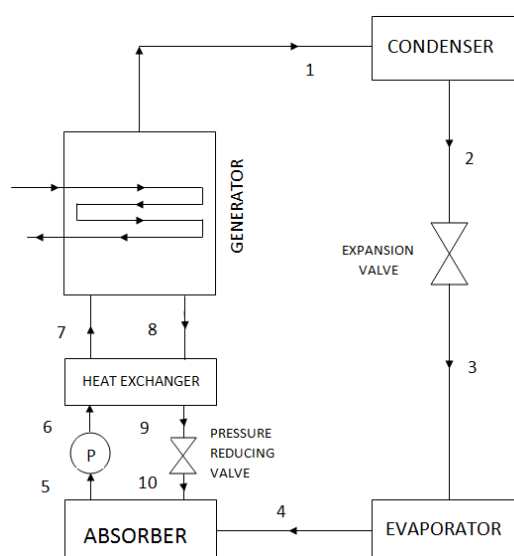 CONDENSER
1
2
GENERATOR
EXPANSION
VALVE
7
8
3
HEAT EXCHANGER
6
9
PRESSURE
REDUCING
VALVE
P
5
10
4
ABSORBER
EVAPORATOR